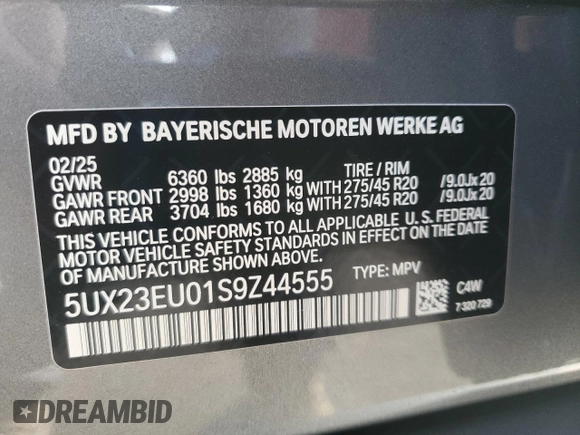 MFD BY BAYERISCHE MOTOREN WERKE AG
02/25
GVWR 6360 lbs 2885 kg TIRE / RIM
GAWR FRONT 2998 lbs 1360 kg WITH 275/45 R20 /9.0Jx20
GAWR REAR 3704 lbs 1680 kg WITH 275/45 R20 /9.0Jx20
THIS VEHICLE CONFORMS TO ALL APPLICABLE U. S. FEDERAL
MOTOR VEHICLE SAFETY STANDARDS IN EFFECT ON THE
DATE OF MANUFACTURE SHOWN ABOVE.
5UX23EU01S9Z44555 TYPE: MPV C4W
7 320 729
DREAMBID